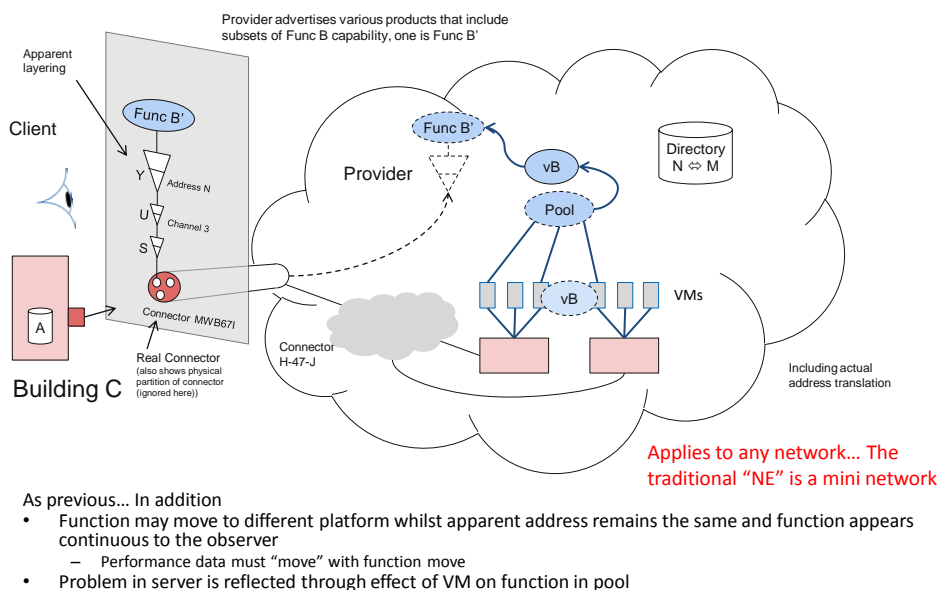 Provider advertises various products that include
subsets of Func B capability, one is Func B’
Apparent
layering
Client
Func B’
Y
Address N
U
Channel 3
S
Connector MWB67I
A
Building C
Real Connector
(also shows physical
partition of connector
(ignored here))
Provider
Func B’
vB
Pool
Directory
N ⇔ M
vB
VMs
Connector
H-47-J
Including actual
address translation
Applies to any network… The
traditional “NE” is a mini network
As previous… In addition
• Function may move to different platform whilst apparent address remains the same and function appears
continuous to the observer
– Performance data must “move” with function move
• Problem in server is reflected through effect of VM on function in pool